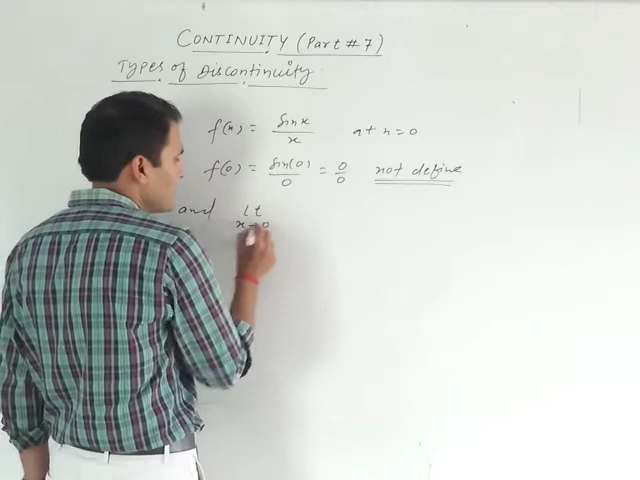 CONTINUITY (Part # 7)
Types of Discontinuity
f(x) = sinx/x at x=0
f(0) = sin(0)/0 = 0/0 not define
and lt x→0